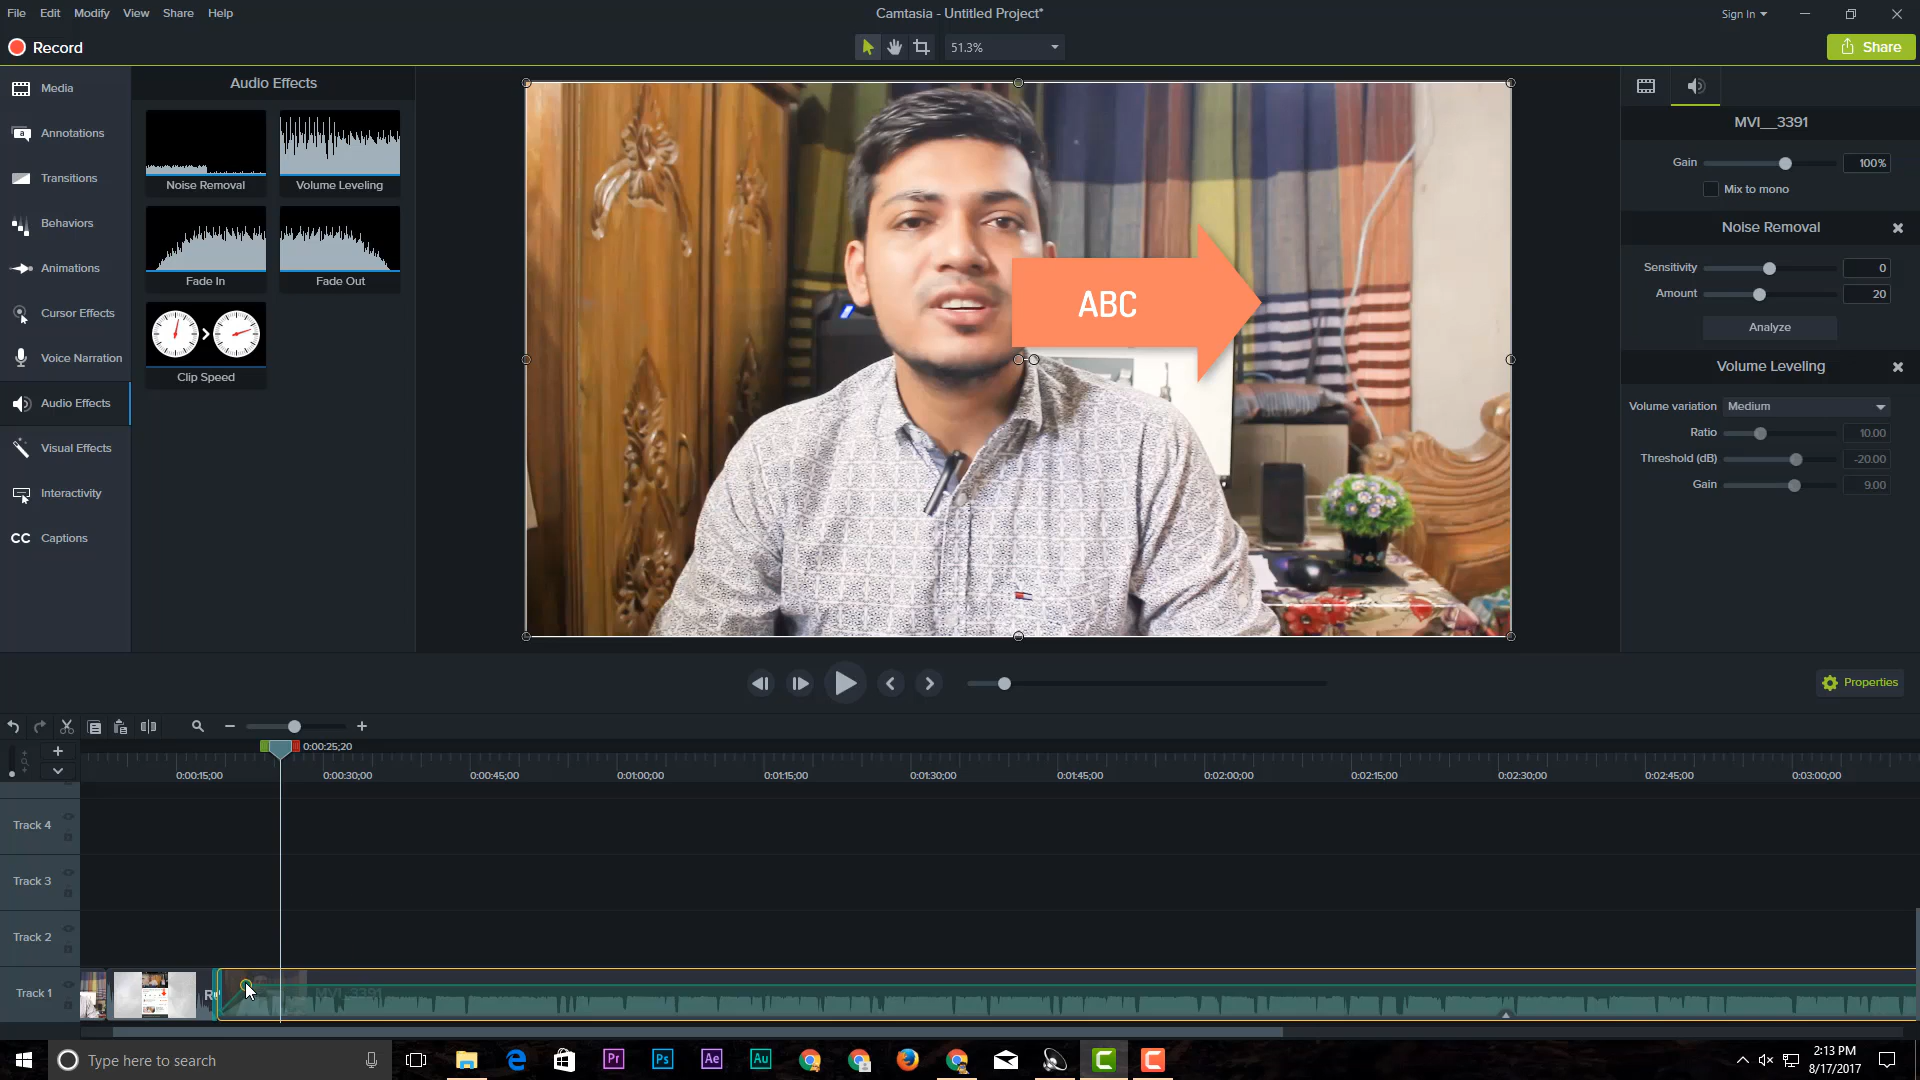 File Edit Modify View Share Help
Camtasia - Untitled Project*
Sign In
Record
51.3%
Share
Media
Annotations
Transitions
Behaviors
Animations
Cursor Effects
Voice Narration
Audio Effects
Visual Effects
Interactivity
CC Captions
Audio Effects
Noise Removal
Volume Leveling
Fade In
Fade Out
Clip Speed
ABC
MVI__3391
Gain 100%
Mix to mono
Noise Removal
Sensitivity 0
Amount 20
Analyze
Volume Leveling
Volume variation Medium
Ratio 10.00
Threshold (dB) -20.00
Gain 9.00
Properties
0:00:25;20
0:00:15;00 0:00:30;00 0:00:45;00 0:01:00;00 0:01:15;00 0:01:30;00 0:01:45;00 0:02:00;00 0:02:15;00 0:02:30;00 0:02:45;00 0:03:00;00
Track 4
Track 3
Track 2
Track 1
MVI_3391
Type here to search
Pr Ps Ae Au
2:13 PM
8/17/2017